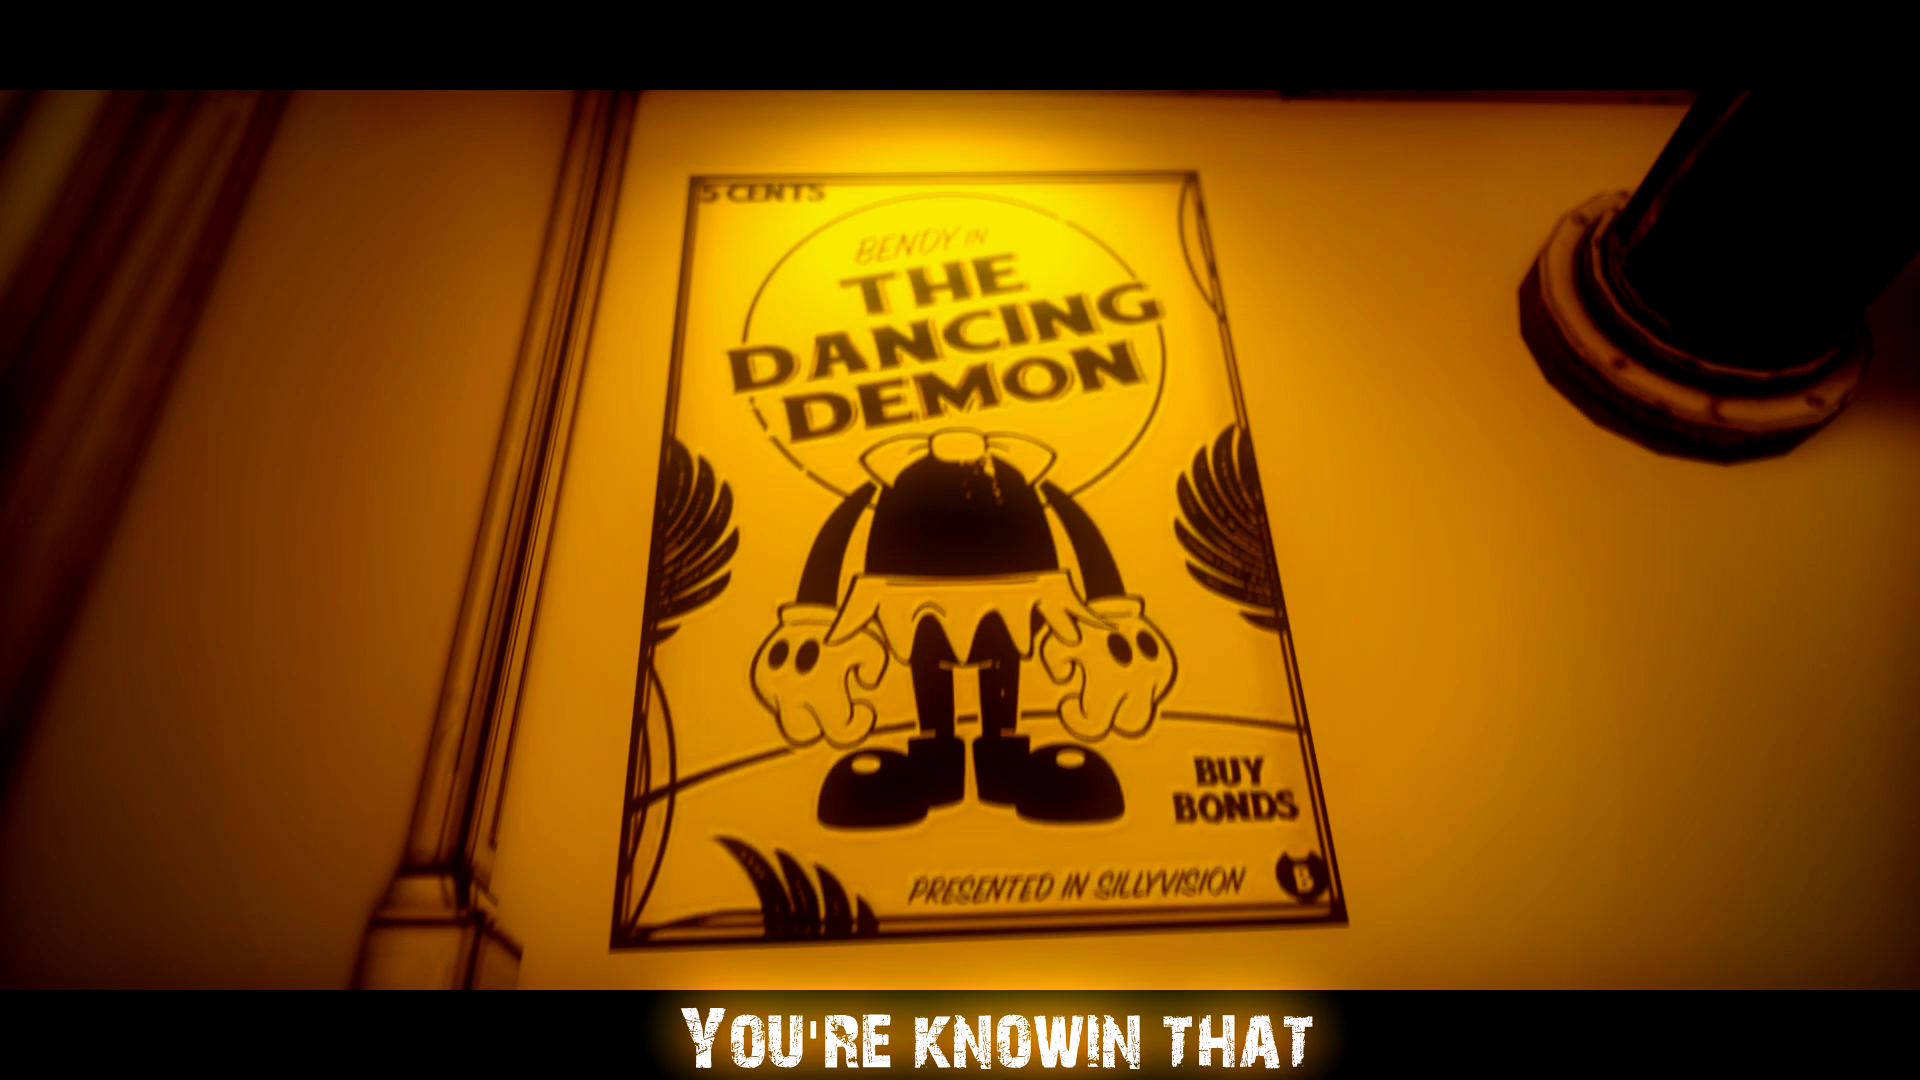 5 CENTS
BENDY IN
THE
DANCING
DEMON
BUY
BONDS
PRESENTED IN SILLYVISION
B
YOU'RE KNOWIN THAT